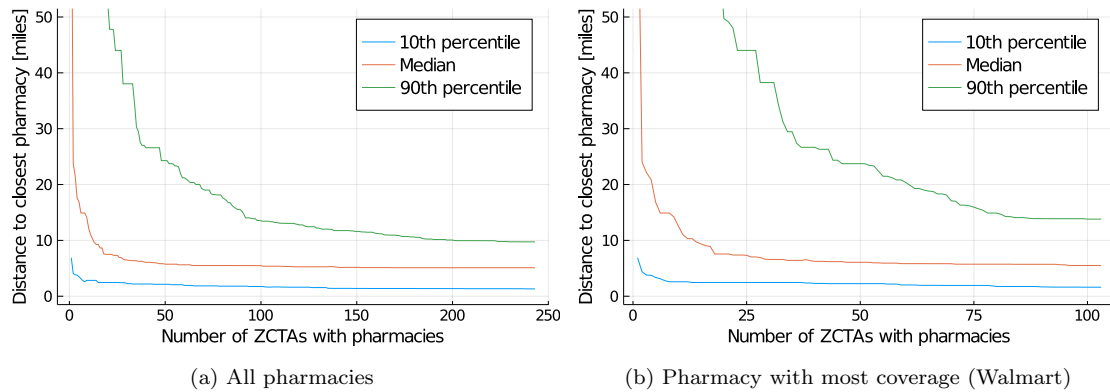 Distance to closest pharmacy [miles]
50
40
30
20
10
0
10th percentile
Median
90th percentile
0
50
100
150
200
250
Number of ZCTAs with pharmacies
(a) All pharmacies
Distance to closest pharmacy [miles]
50
40
30
20
10
0
10th percentile
Median
90th percentile
0
25
50
75
100
Number of ZCTAs with pharmacies
(b) Pharmacy with most coverage (Walmart)